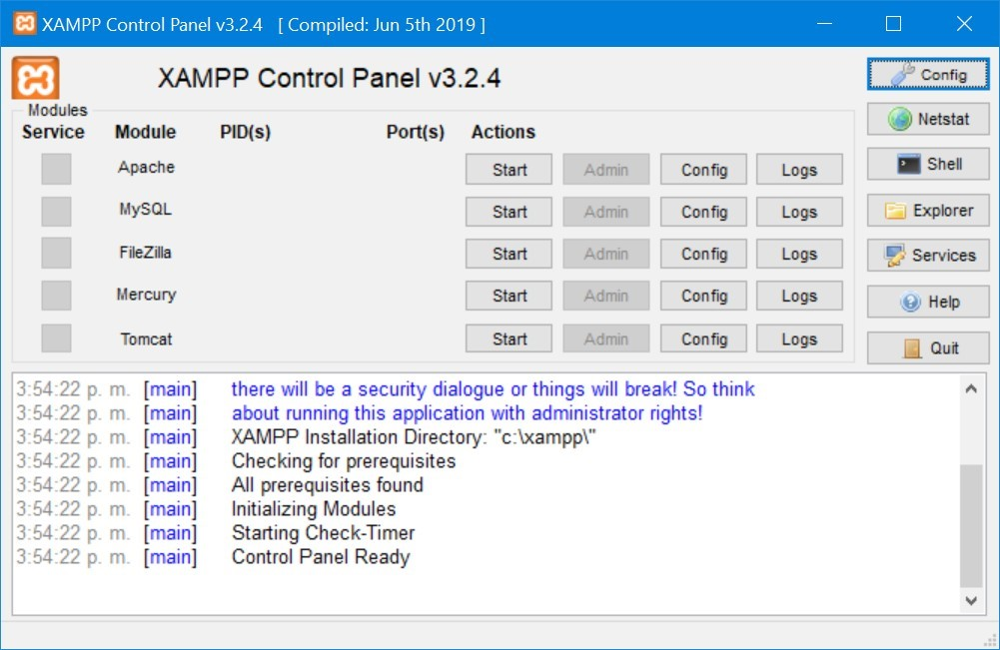 XAMPP Control Panel v3.2.4 [ Compiled: Jun 5th 2019 ]
XAMPP Control Panel v3.2.4
Config
Netstat
Shell
Explorer
Services
Help
Quit
Modules
Service Module PID(s) Port(s) Actions
Apache Start Admin Config Logs
MySQL Start Admin Config Logs
FileZilla Start Admin Config Logs
Mercury Start Admin Config Logs
Tomcat Start Admin Config Logs
3:54:22 p. m. [main] there will be a security dialogue or things will break! So think
3:54:22 p. m. [main] about running this application with administrator rights!
3:54:22 p. m. [main] XAMPP Installation Directory: "c:\xampp\"
3:54:22 p. m. [main] Checking for prerequisites
3:54:22 p. m. [main] All prerequisites found
3:54:22 p. m. [main] Initializing Modules
3:54:22 p. m. [main] Starting Check-Timer
3:54:22 p. m. [main] Control Panel Ready